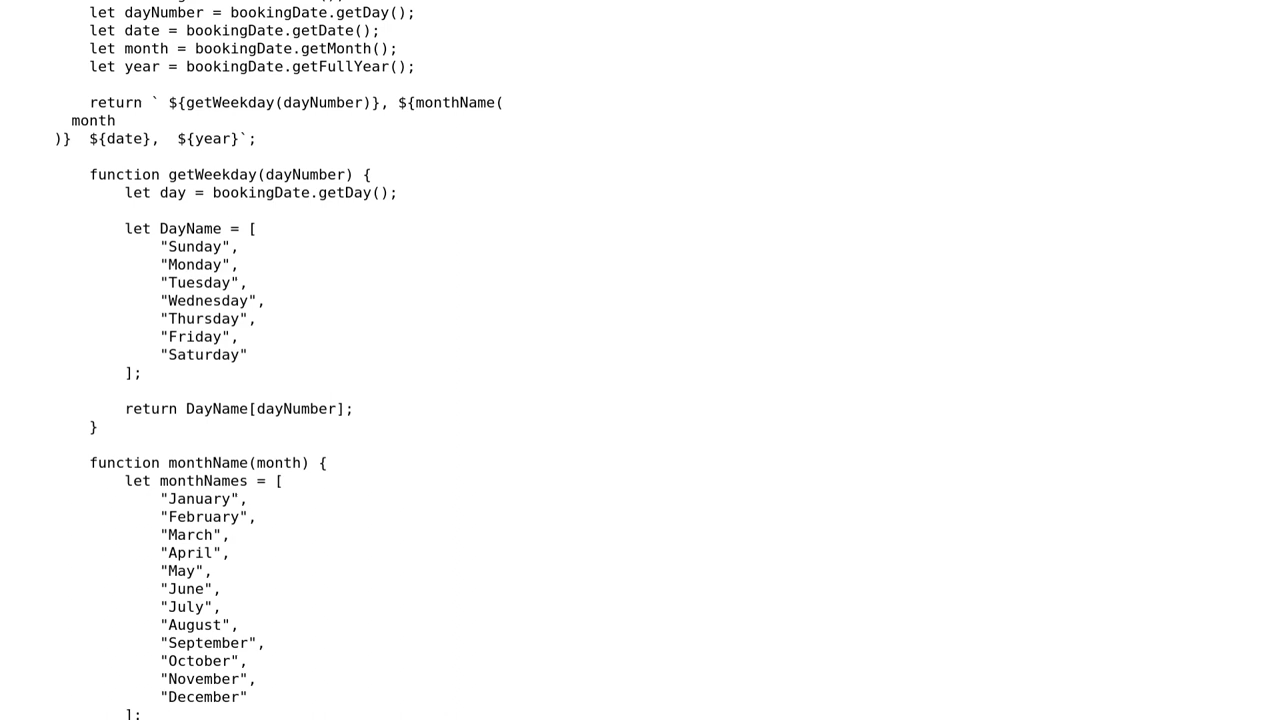 let dayNumber = bookingDate.getDay();
let date = bookingDate.getDate();
let month = bookingDate.getMonth();
let year = bookingDate.getFullYear();
return ` ${getWeekday(dayNumber)}, ${monthName(
month
)}  ${date},  ${year}`;
function getWeekday(dayNumber) {
let day = bookingDate.getDay();
let DayName = [
"Sunday",
"Monday",
"Tuesday",
"Wednesday",
"Thursday",
"Friday",
"Saturday"
];
return DayName[dayNumber];
}
function monthName(month) {
let monthNames = [
"January",
"February",
"March",
"April",
"May",
"June",
"July",
"August",
"September",
"October",
"November",
"December"
];